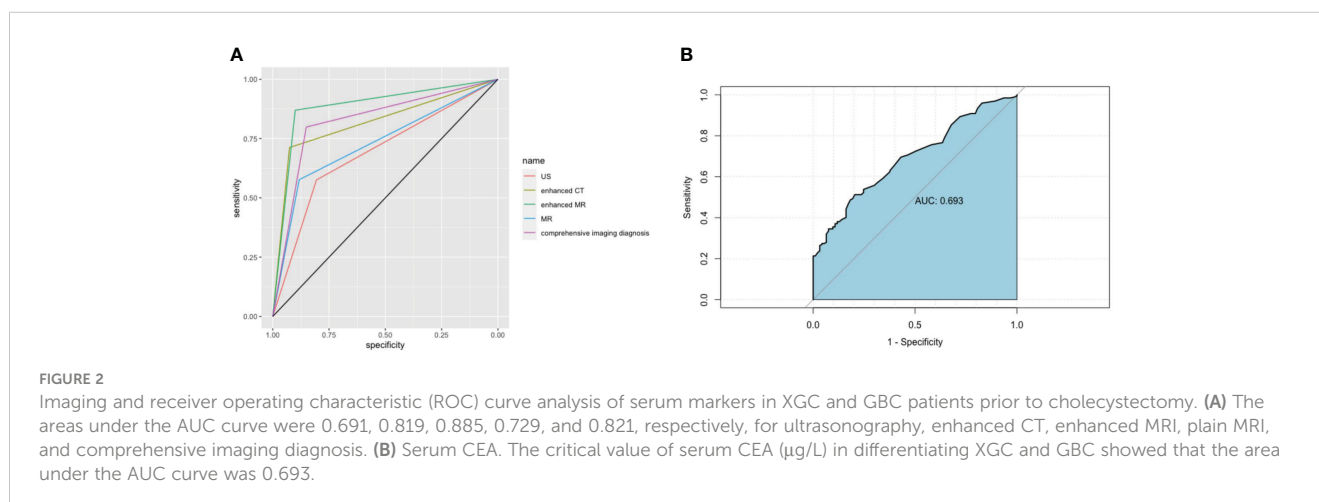 A
1.00
0.75
0.50
0.25
0.00
sensitivity
1.00
0.75
0.50
0.25
0.00
specificity
name
US
enhanced CT
enhanced MR
MR
comprehensive imaging diagnosis
B
1.0
0.8
0.6
0.4
0.2
0.0
Sensitivity
AUC: 0.693
0.0
0.5
1.0
1 - Specificity
FIGURE 2
Imaging and receiver operating characteristic (ROC) curve analysis of serum markers in XGC and GBC patients prior to cholecystectomy. (A) The
areas under the AUC curve were 0.691, 0.819, 0.885, 0.729, and 0.821, respectively, for ultrasonography, enhanced CT, enhanced MRI, plain MRI,
and comprehensive imaging diagnosis. (B) Serum CEA. The critical value of serum CEA (μg/L) in differentiating XGC and GBC showed that the area
under the AUC curve was 0.693.